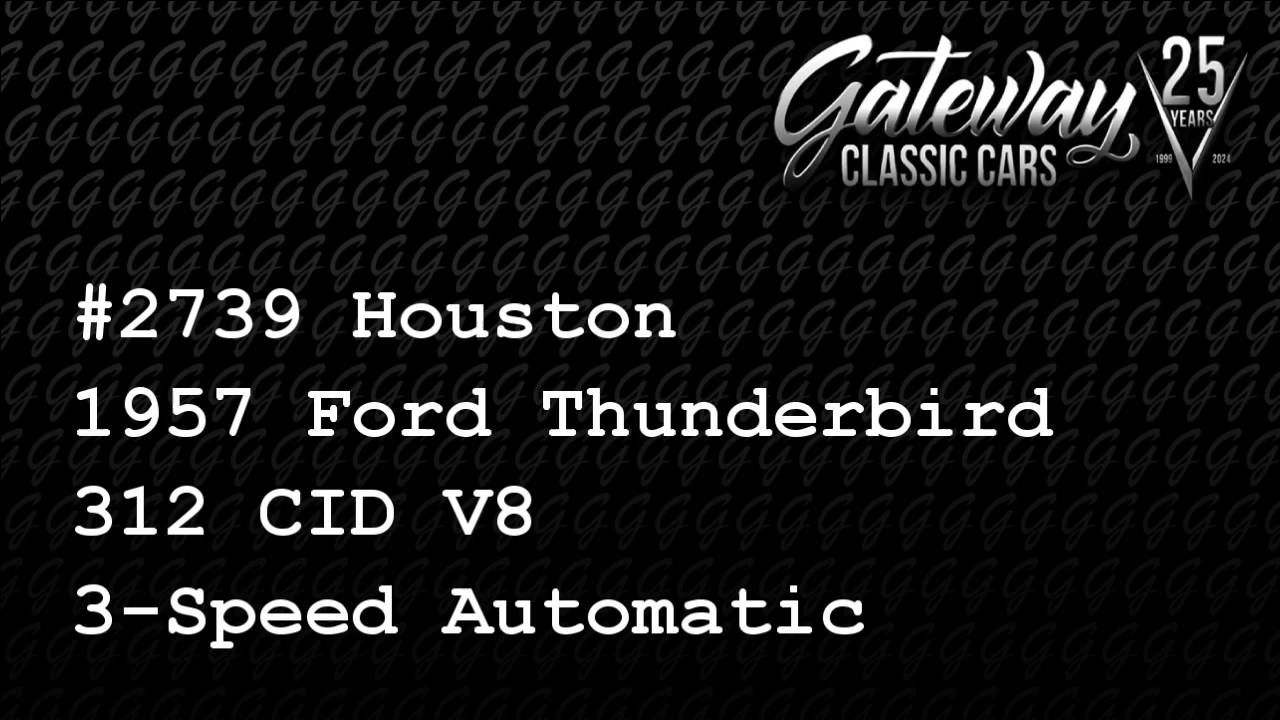 Gateway
CLASSIC CARS
25
YEARS
1999 2024
#2739 Houston
1957 Ford Thunderbird
312 CID V8
3-Speed Automatic